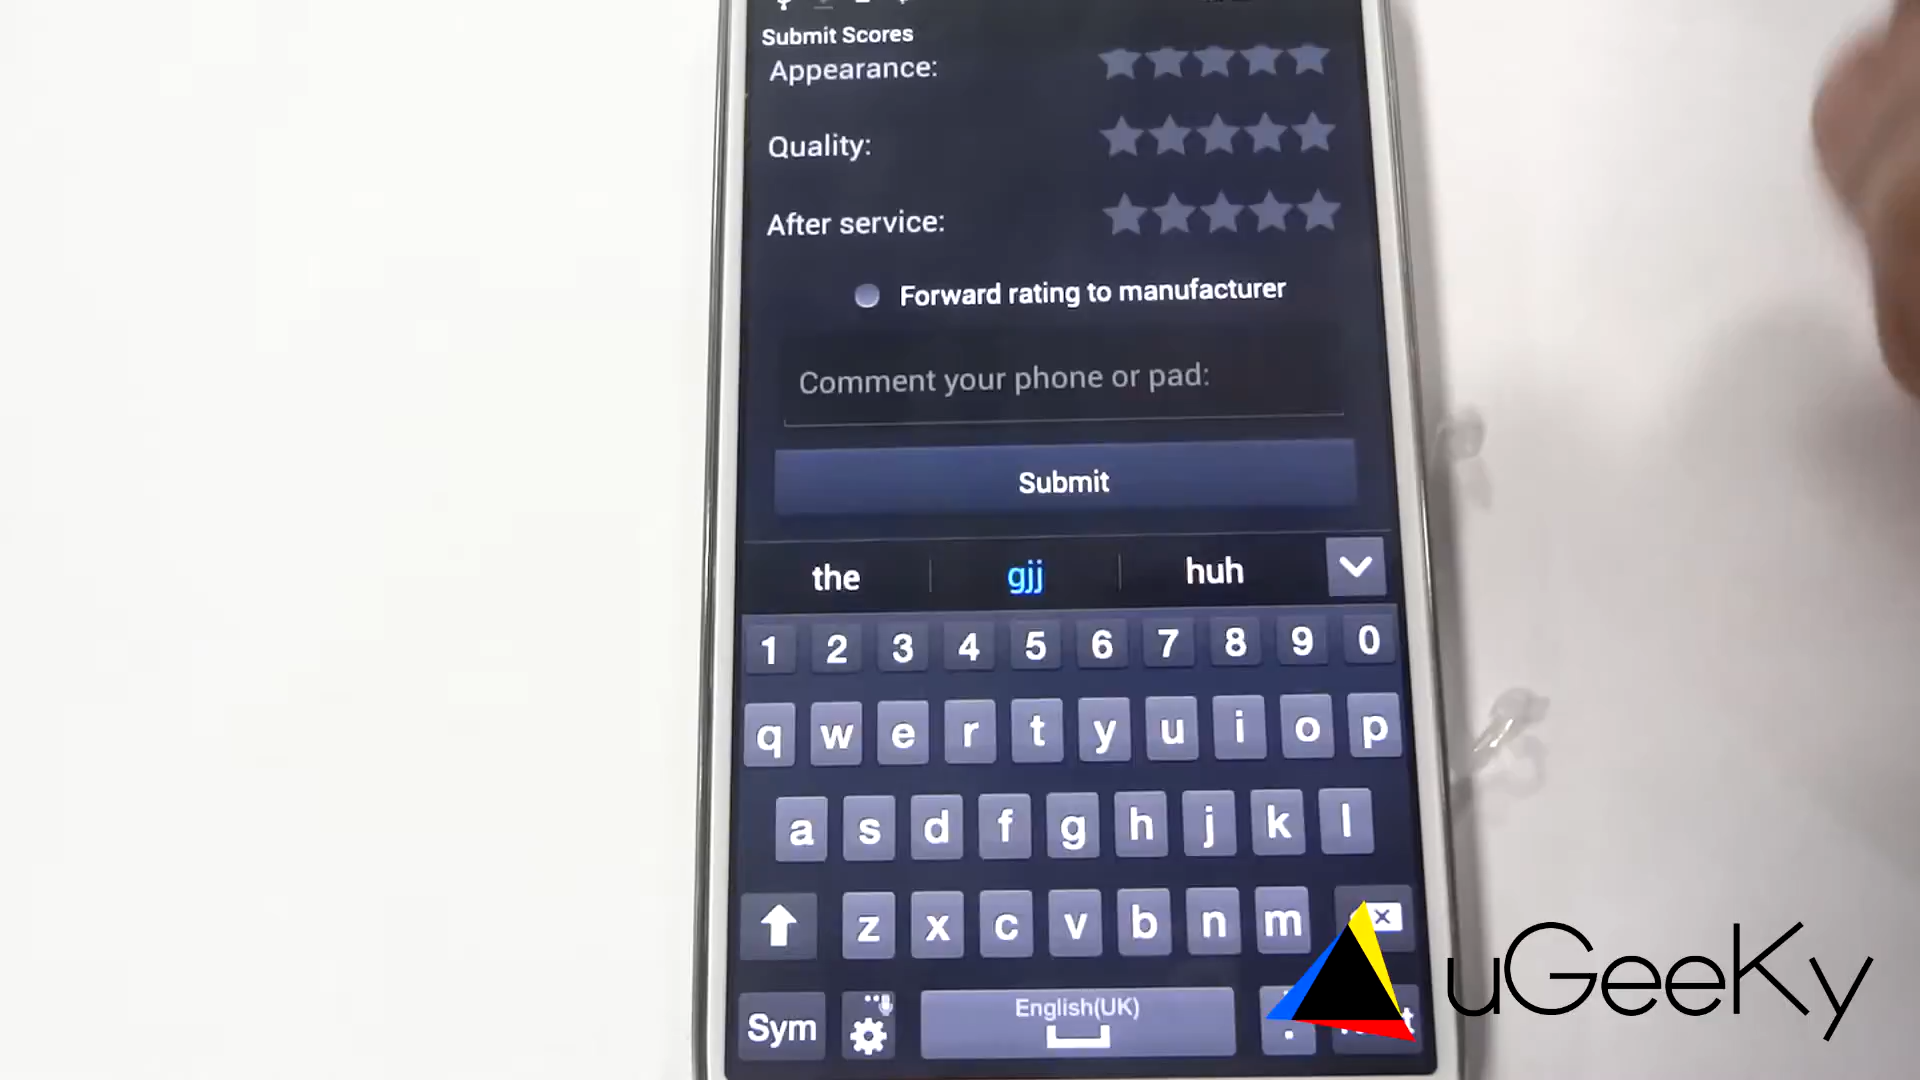 Submit Scores
Appearance:
Quality:
After service:
Forward rating to manufacturer
Comment your phone or pad:
Submit
the gjj huh
1 2 3 4 5 6 7 8 9 0
q w e r t y u i o p
a s d f g h j k l
z x c v b n m
Sym English(UK) .
uGeeKy